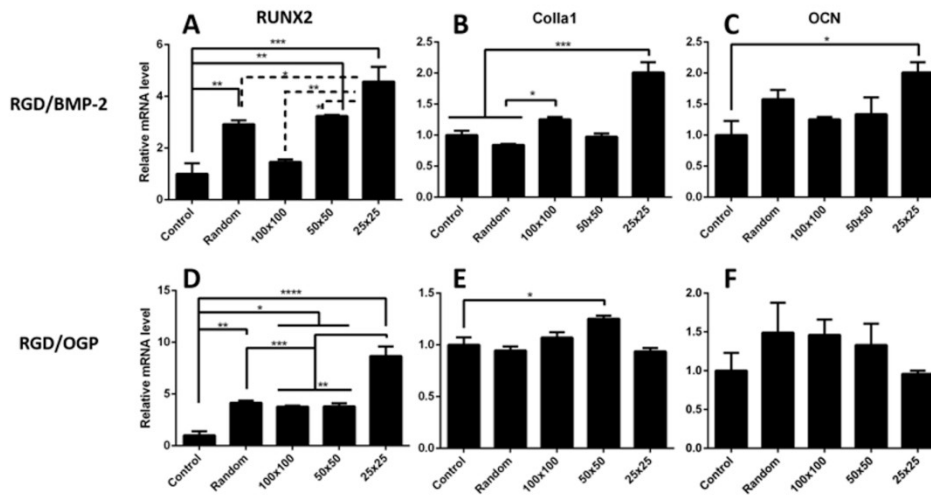 A RUNX2
B Colla1
C OCN
RGD/BMP-2
Relative mRNA level
6
4
2
0
***
**
**
*
**
*
Control Random 100x100 50x50 25x25
2.5
2.0
1.5
1.0
0.5
0.0
***
*
Control Random 100x100 50x50 25x25
2.5
2.0
1.5
1.0
0.5
0.0
*
Control Random 100x100 50x50 25x25
D
E
F
RGD/OGP
Relative mRNA level
15
10
5
0
****
*
**
***
**
Control Random 100x100 50x50 25x25
1.5
1.0
0.5
0.0
*
Control Random 100x100 50x50 25x25
2.0
1.5
1.0
0.5
0.0
Control Random 100x100 50x50 25x25